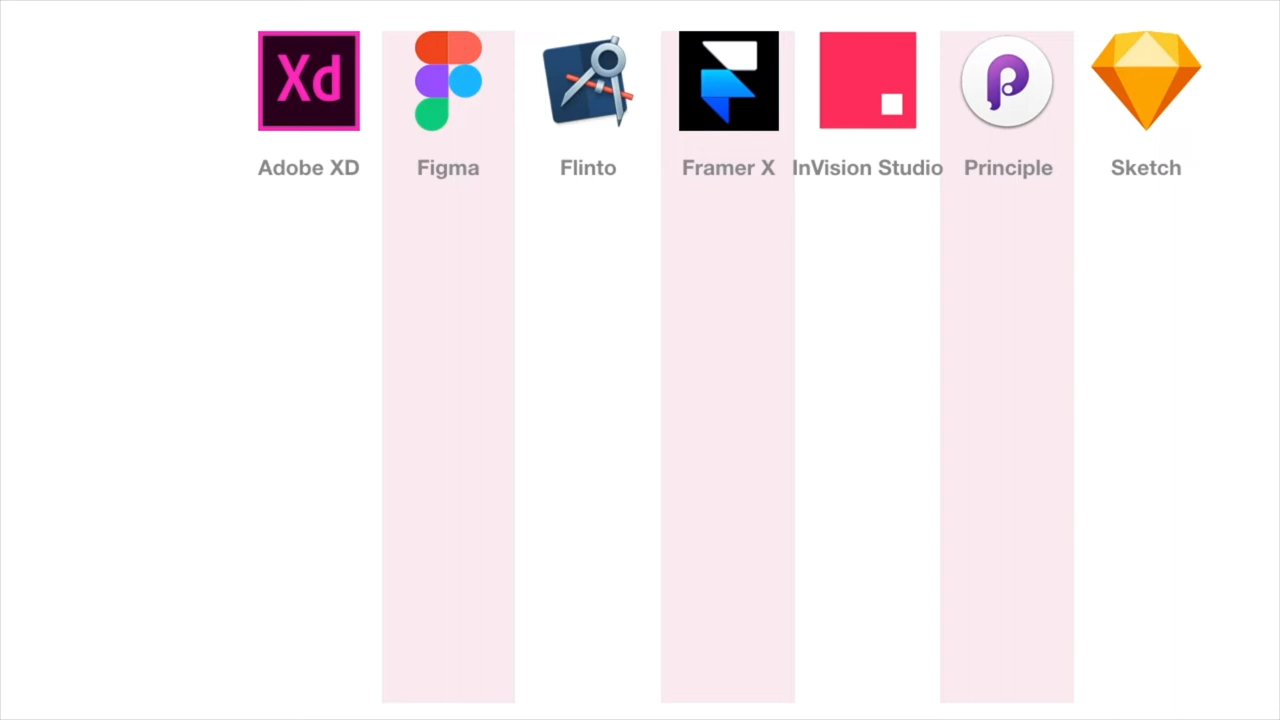 Xd
Adobe XD
Figma
Flinto
Framer X
InVision Studio
Principle
Sketch